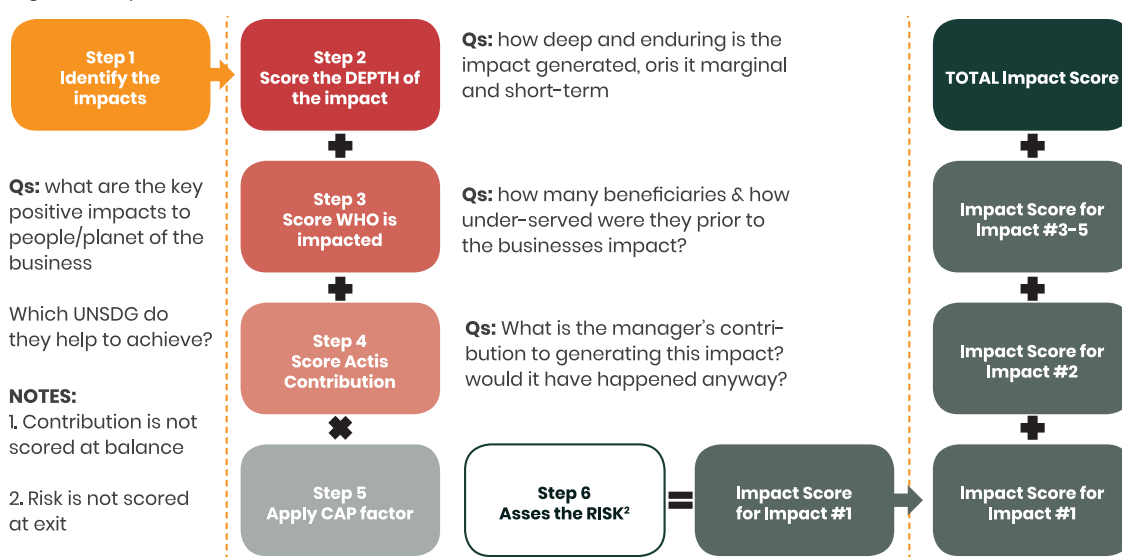 Step 1
Identify the
impacts
Qs: what are the key
positive impacts to
people/planet of the
business
Which UNSDG do
they help to achieve?
NOTES:
1. Contribution is not
scored at balance
2. Risk is not scored
at exit
Step 2
Score the DEPTH of
the impact
Qs: how deep and enduring is the
impact generated, oris it marginal
and short-term
Step 3
Score WHO is
impacted
Qs: how many beneficiaries & how
under-served were they prior to
the businesses impact?
Step 4
Score Actis
Contribution
Qs: What is the manager's contri-
bution to generating this impact?
would it have happened anyway?
Step 5
Apply CAP factor
Step 6
Asses the RISK²
Impact Score
for Impact #1
TOTAL Impact Score
Impact Score for
Impact #3-5
Impact Score for
Impact #2
Impact Score for
Impact #1